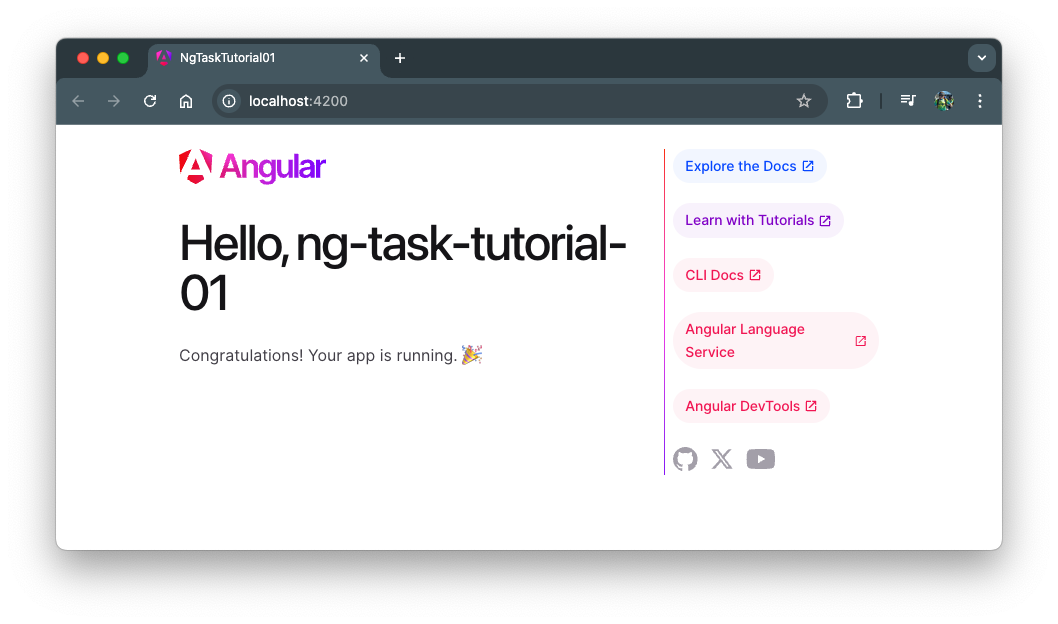 NgTaskTutorial01
localhost:4200
Angular
Hello, ng-task-tutorial-
01
Congratulations! Your app is running. 🎉
Explore the Docs
Learn with Tutorials
CLI Docs
Angular Language
Service
Angular DevTools